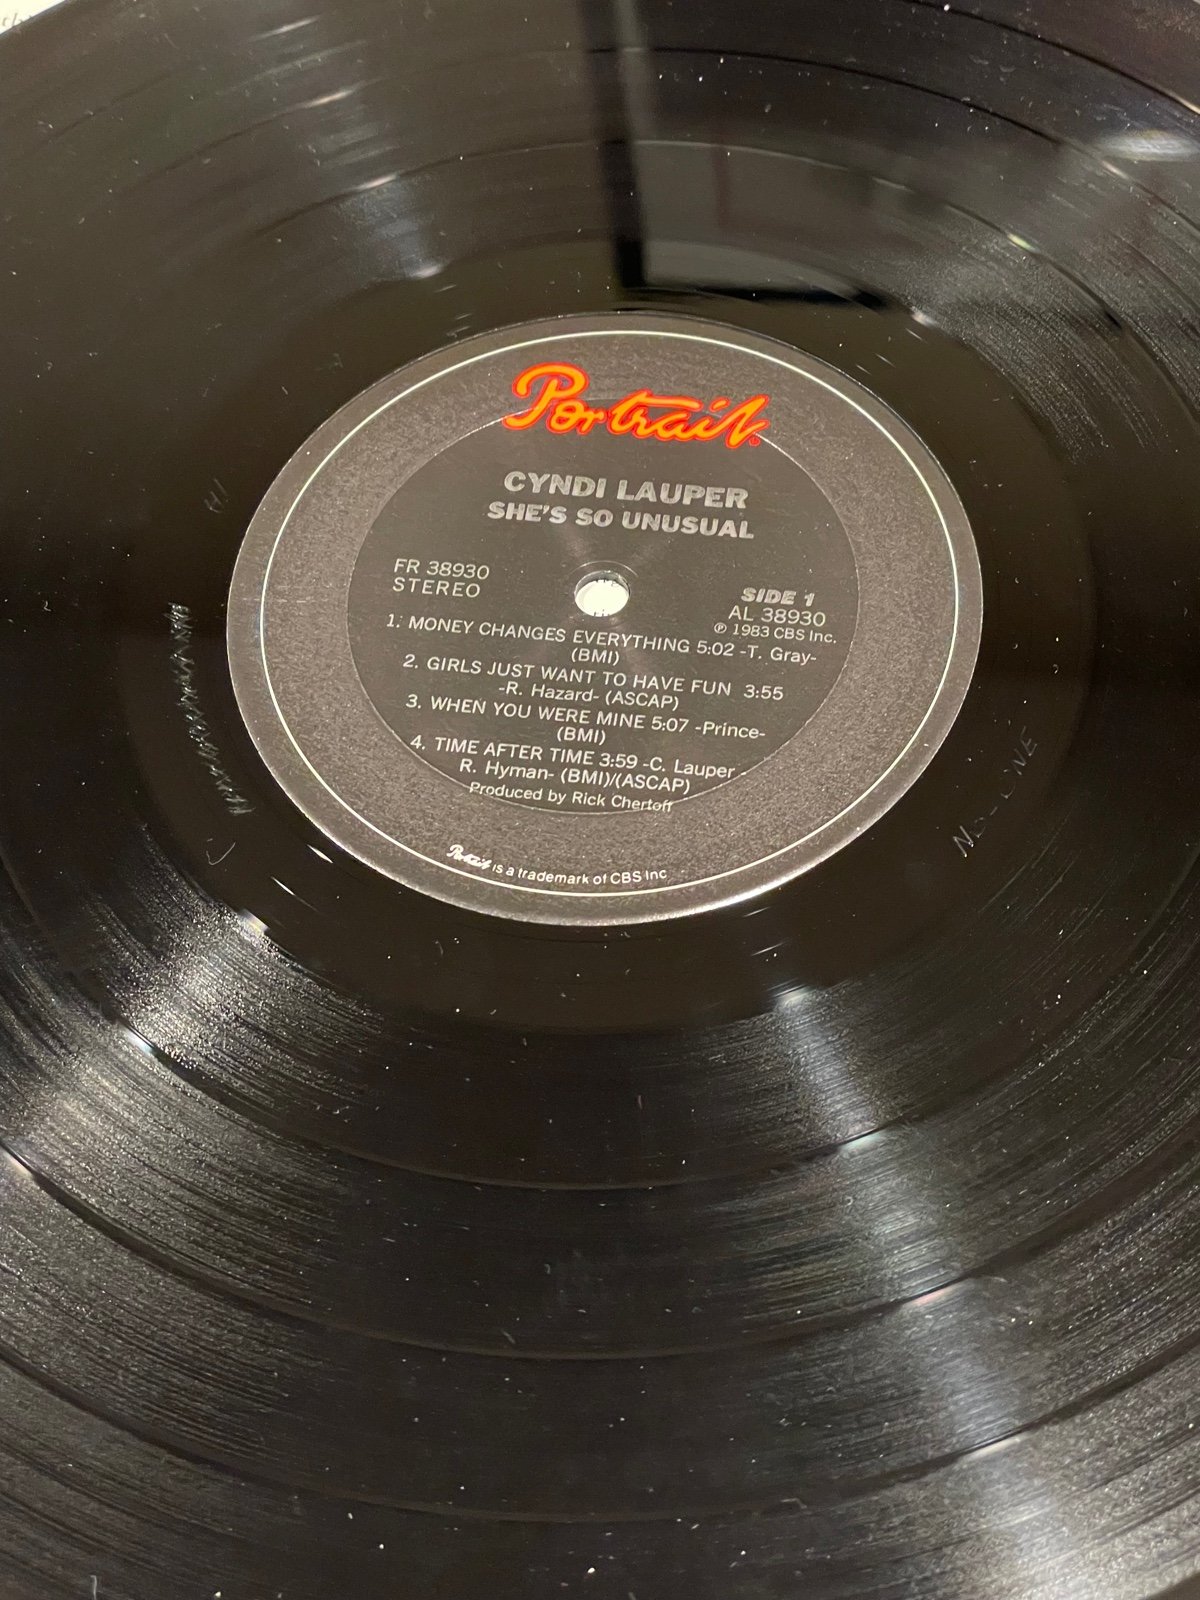 Portrait
CYNDI LAUPER
SHE'S SO UNUSUAL
FR 38930
STEREO
SIDE 1
AL 38930
℗ 1983 CBS Inc.
1. MONEY CHANGES EVERYTHING 5:02 -T. Gray-
(BMI)
2. GIRLS JUST WANT TO HAVE FUN 3:55
-R. Hazard- (ASCAP)
3. WHEN YOU WERE MINE 5:07 -Prince-
(BMI)
4. TIME AFTER TIME 3:59 -C. Lauper -
R. Hyman- (BMI)/(ASCAP)
Produced by Rick Chertoff
Portrait is a trademark of CBS Inc
HI